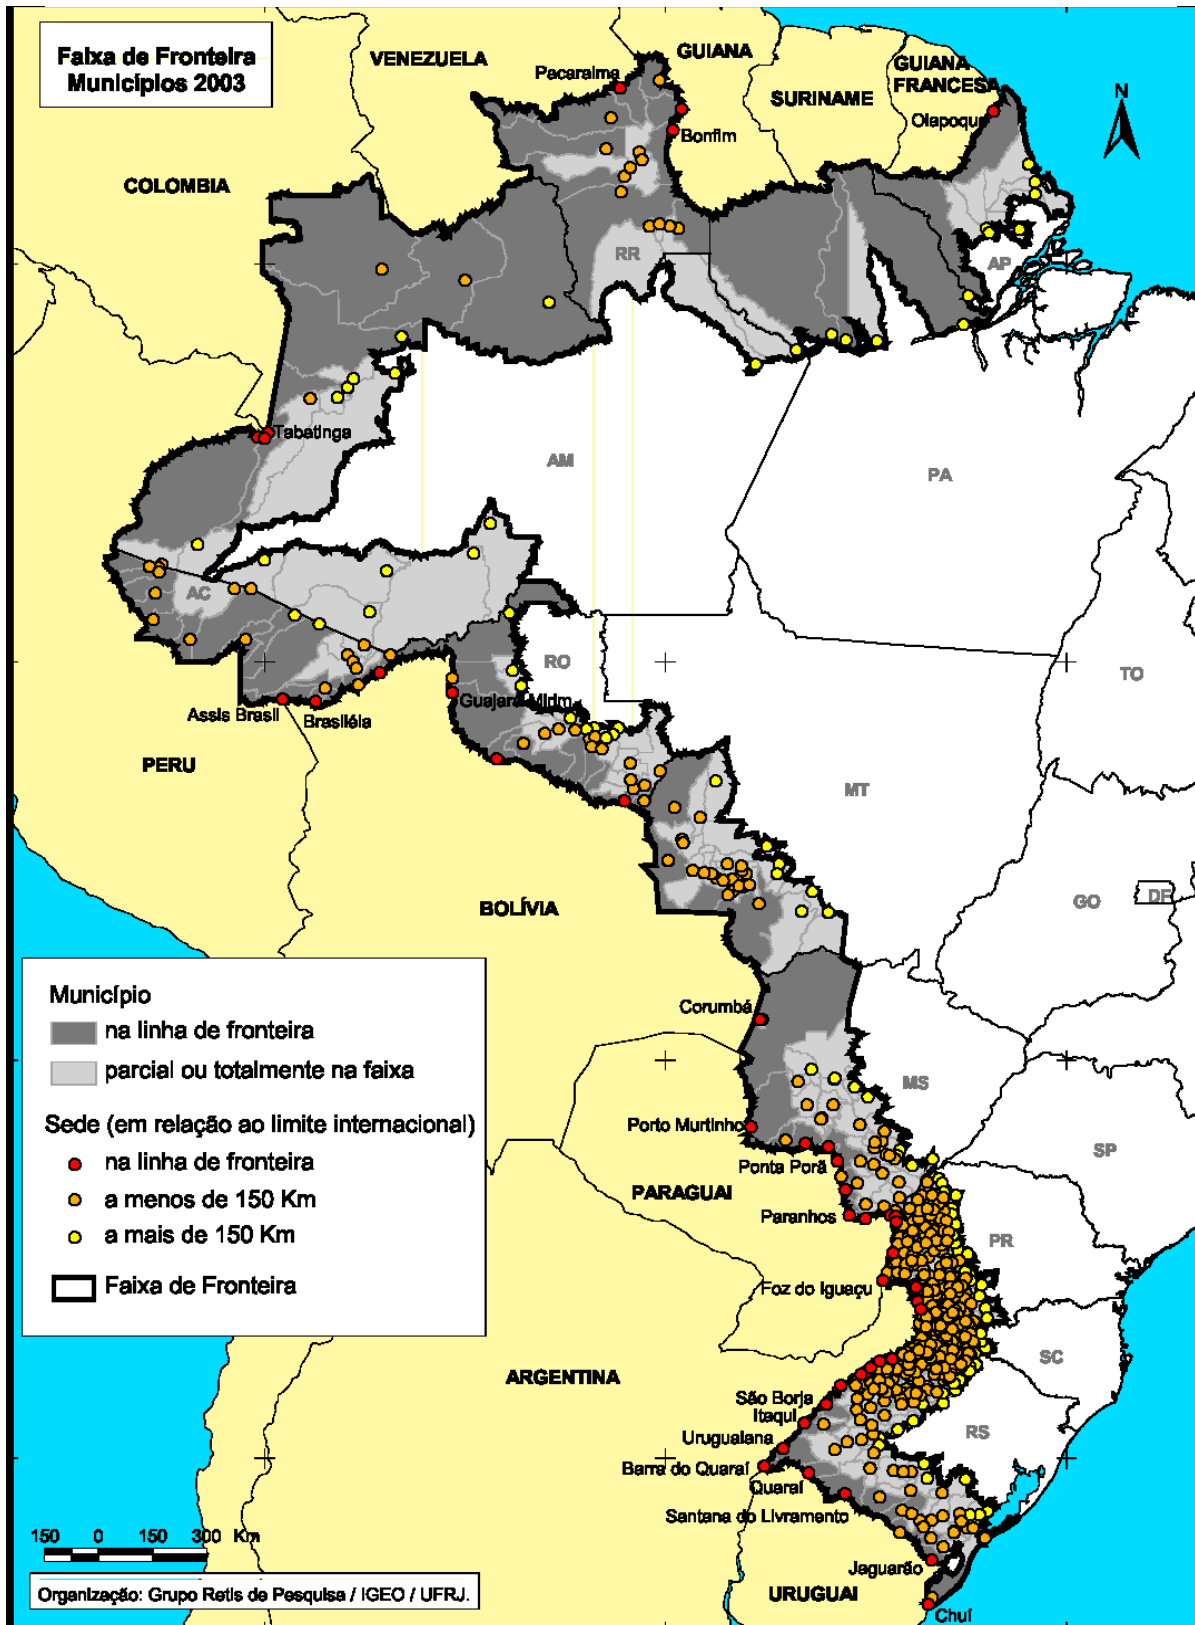 Faixa de Fronteira
Municípios 2003
VENEZUELA
GUIANA
SURINAME
GUIANA
FRANCESA
COLOMBIA
Pacaraima
Bonfim
Oiapoque
N
RR
AP
Tabatinga
AM
PA
AC
RO
TO
Assis Brasil
Brasiléia
Guajará-Mirim
PERU
MT
BOLÍVIA
GO
DF
Município
na linha de fronteira
parcial ou totalmente na faixa
Sede (em relação ao limite internacional)
na linha de fronteira
a menos de 150 Km
a mais de 150 Km
Faixa de Fronteira
Corumbá
MS
Porto Murtinho
SP
Ponta Porã
PARAGUAI
Paranhos
PR
Foz do Iguaçu
SC
ARGENTINA
São Borja
Itaqui
RS
Uruguaiana
Barra do Quaraí
Quaraí
Santana do Livramento
150 0 150 300 Km
Jaguarão
Organização: Grupo Retis de Pesquisa / IGEO / UFRJ.
URUGUAI
Chuí